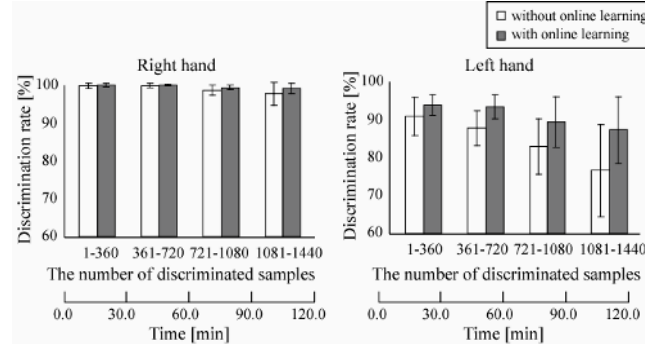 without online learning
with online learning
Right hand
Discrimination rate [%]
100
90
80
70
60
1-360 361-720 721-1080 1081-1440
The number of discriminated samples
0.0 30.0 60.0 90.0 120.0
Time [min]
Left hand
Discrimination rate [%]
100
90
80
70
60
1-360 361-720 721-1080 1081-1440
The number of discriminated samples
0.0 30.0 60.0 90.0 120.0
Time [min]